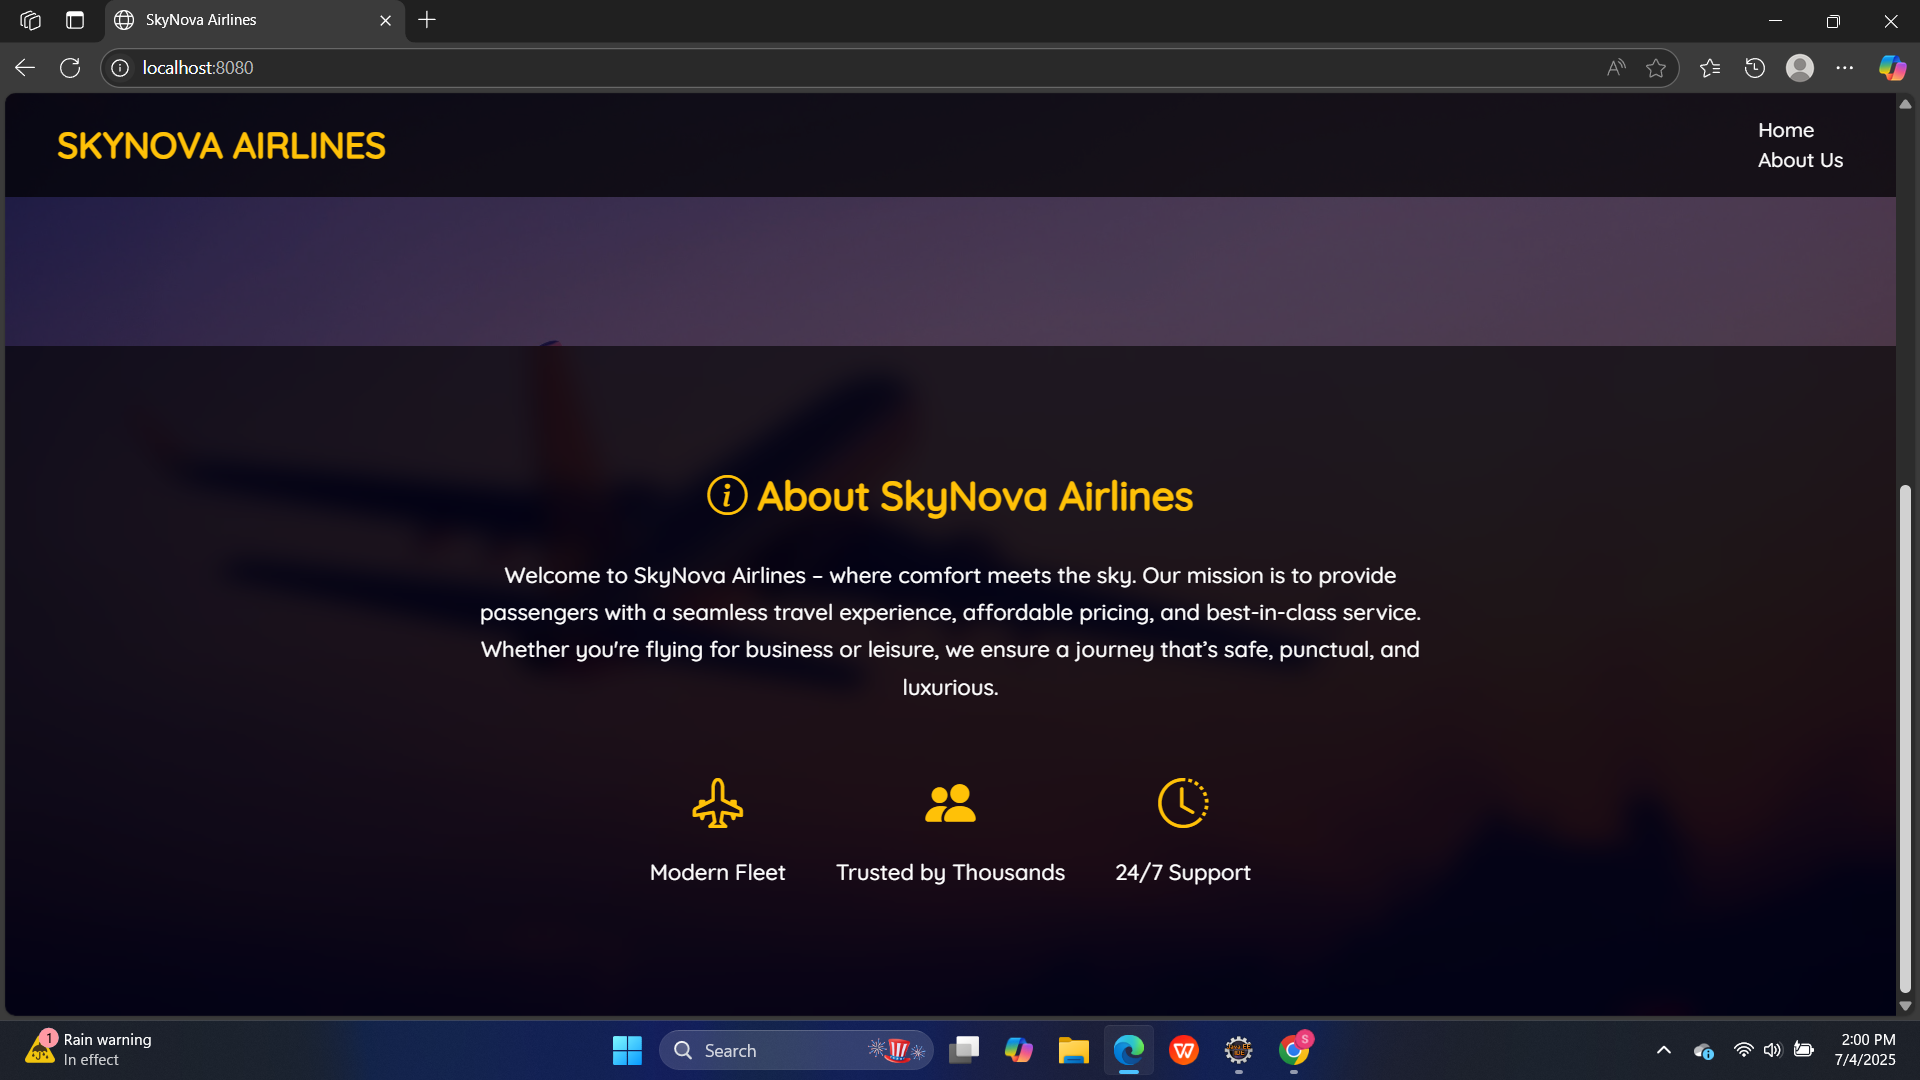 SkyNova Airlines
localhost:8080
SKYNOVA AIRLINES
Home
About Us
About SkyNova Airlines
Welcome to SkyNova Airlines – where comfort meets the sky. Our mission is to provide
passengers with a seamless travel experience, affordable pricing, and best-in-class service.
Whether you're flying for business or leisure, we ensure a journey that’s safe, punctual, and
luxurious.
Modern Fleet
Trusted by Thousands
24/7 Support
1
Rain warning
In effect
Search
S
2:00 PM
7/4/2025